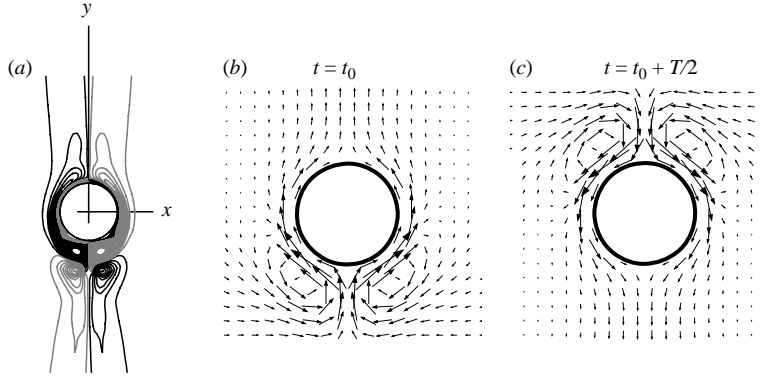 y
(a)
x
(b)
t = t0
(c)
t = t0 + T/2